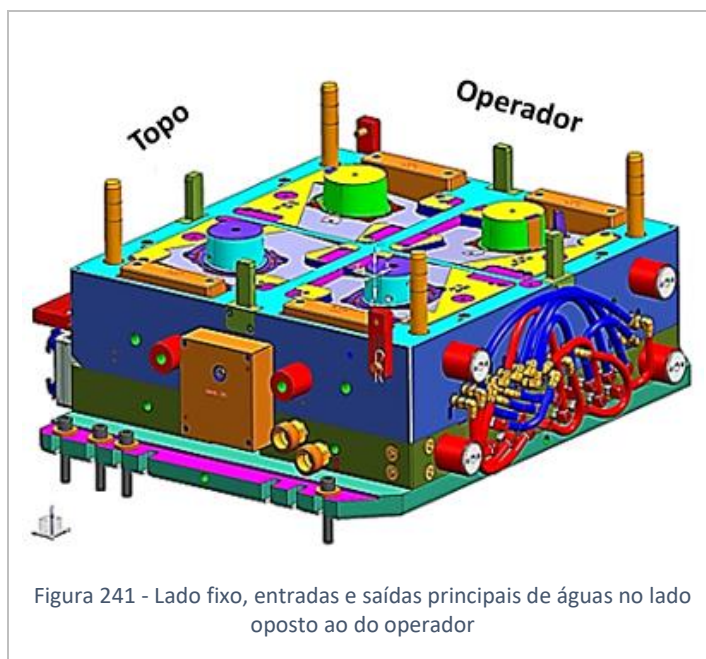 Topo
Operador
Figura 241 - Lado fixo, entradas e saídas principais de águas no lado
oposto ao do operador